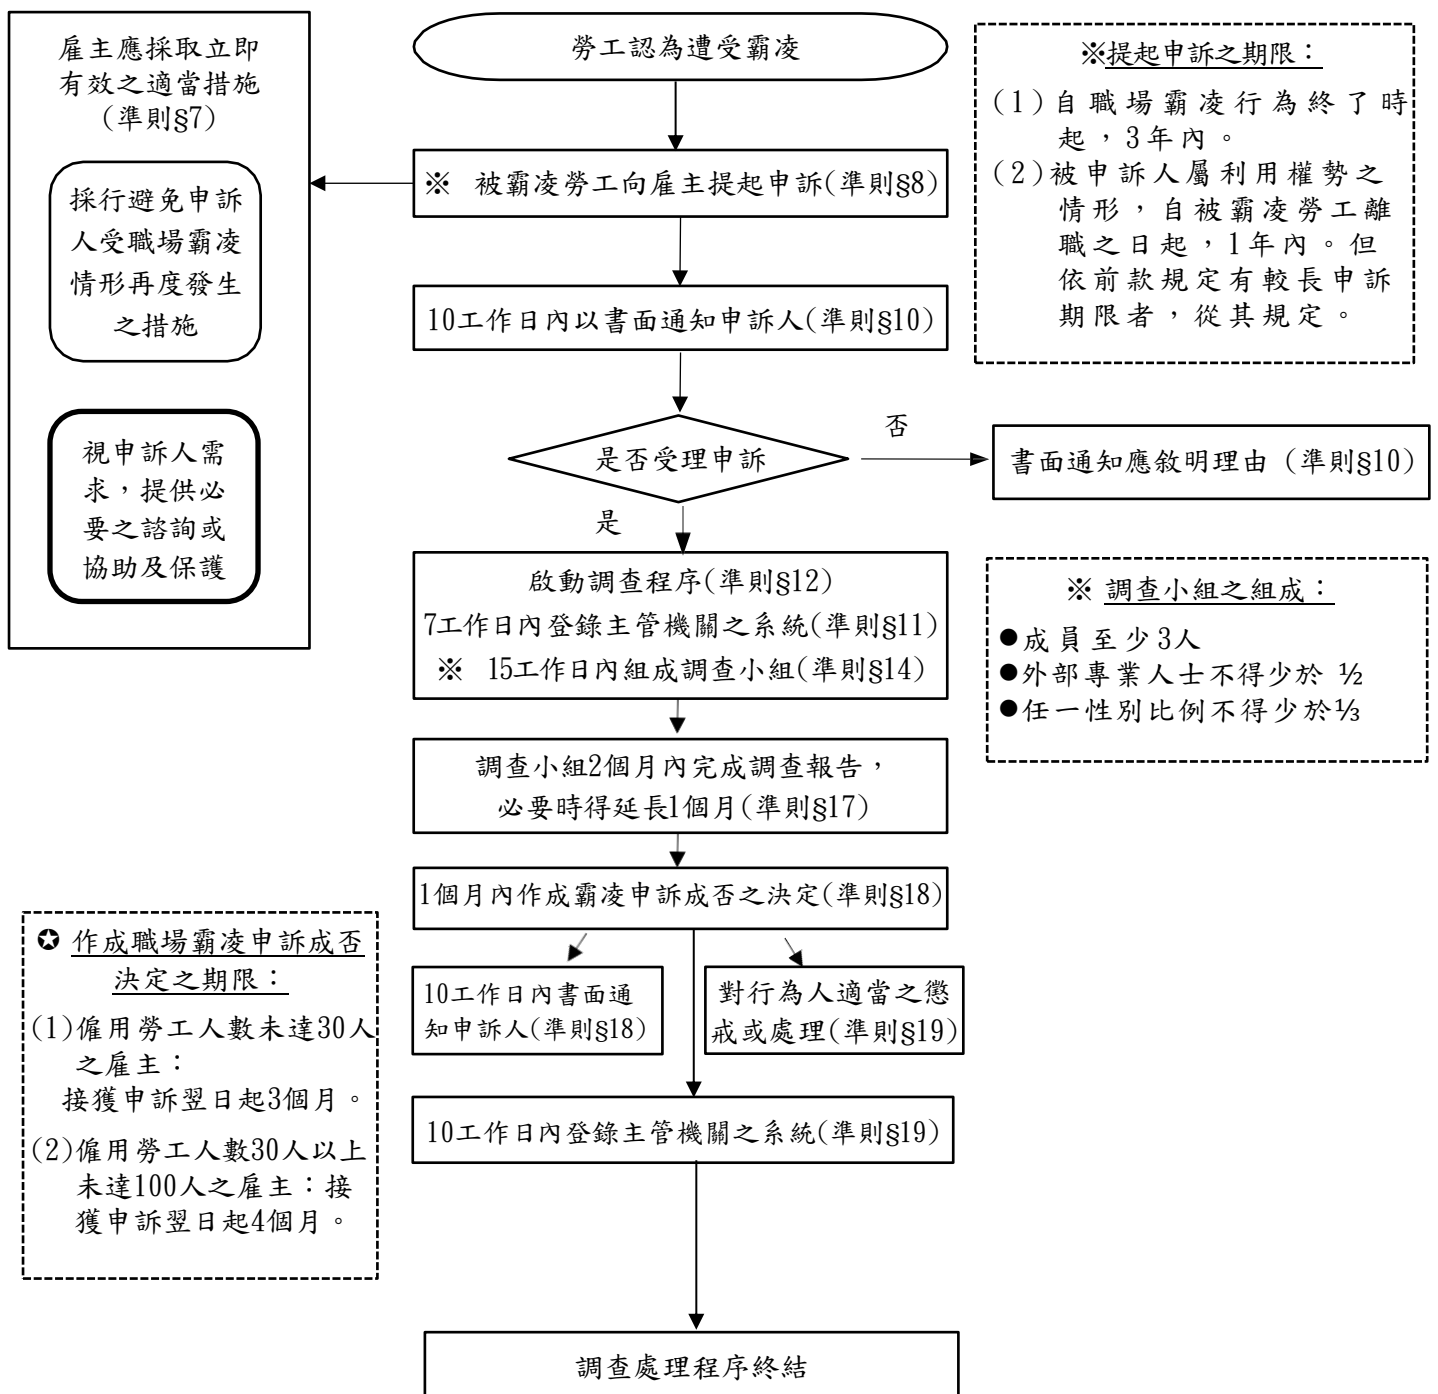 雇主應採取立即
有效之適當措施
(準則§7)
採行避免申訴
人受職場霸凌
情形再度發生
之措施
視申訴人需
求，提供必
要之諮詢或
協助及保護
勞工認為遭受霸凌
※ 被霸凌勞工向雇主提起申訴(準則§8)
10工作日內以書面通知申訴人(準則§10)
是否受理申訴
否
書面通知應敘明理由 (準則§10)
是
啟動調查程序(準則§12)
7工作日內登錄主管機關之系統(準則§11)
※ 15工作日內組成調查小組(準則§14)
調查小組2個月內完成調查報告，
必要時得延長1個月(準則§17)
1個月內作成霸凌申訴成否之決定(準則§18)
10工作日內書面通
知申訴人(準則§18)
對行為人適當之懲
戒或處理(準則§19)
10工作日內登錄主管機關之系統(準則§19)
調查處理程序終結
※提起申訴之期限：
(1)自職場霸凌行為終了時
起，3年內。
(2)被申訴人屬利用權勢之
情形，自被霸凌勞工離
職之日起，1年內。但
依前款規定有較長申訴
期限者，從其規定。
※ 調查小組之組成：
●成員至少3人
●外部專業人士不得少於 ½
●任一性別比例不得少於⅓
✪ 作成職場霸凌申訴成否
決定之期限：
(1)僱用勞工人數未達30人
之雇主：
接獲申訴翌日起3個月。
(2)僱用勞工人數30人以上
未達100人之雇主：接
獲申訴翌日起4個月。